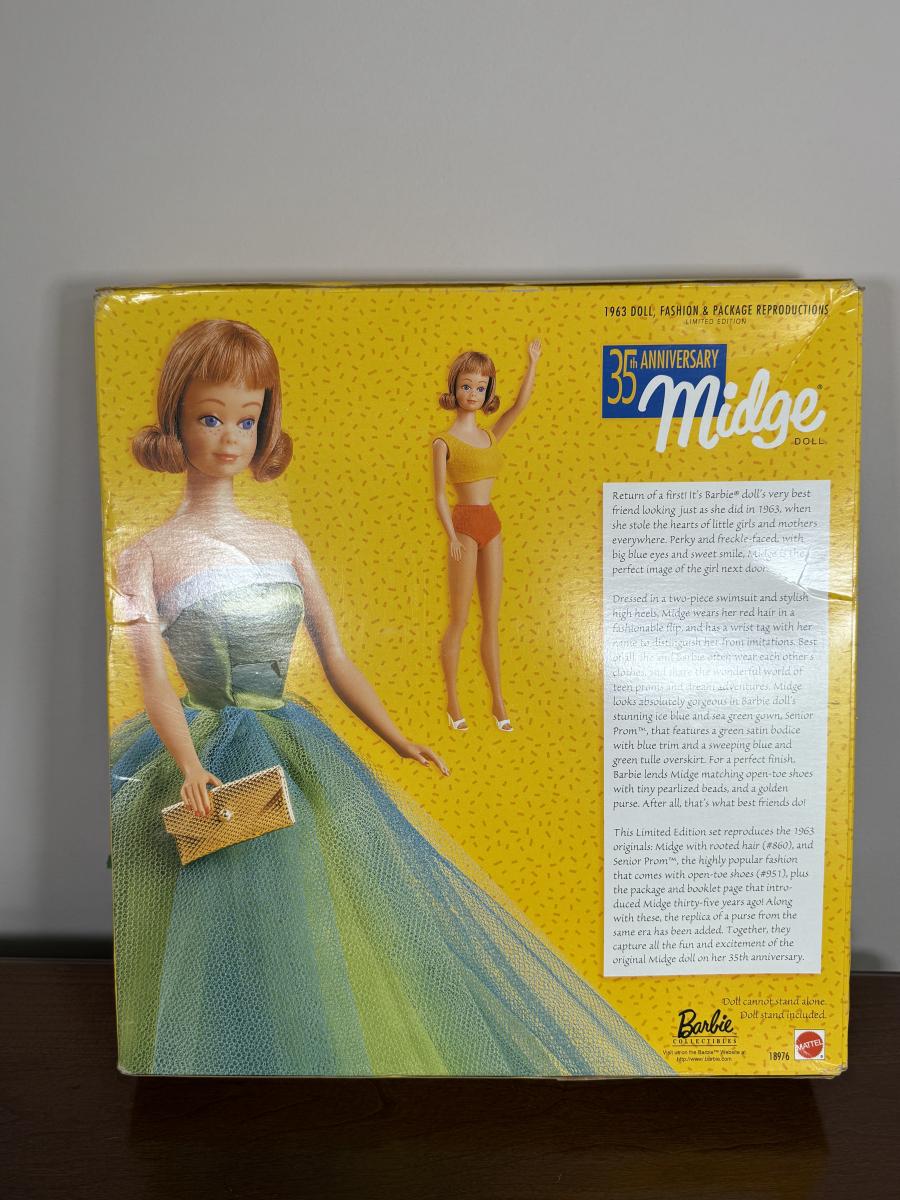 1963 DOLL, FASHION & PACKAGE REPRODUCTIONS
LIMITED EDITION
35th ANNIVERSARY
Midge®
DOLL
Return of a first! It's Barbie® doll's very best
friend looking just as she did in 1963, when
she stole the hearts of little girls and mothers
everywhere. Perky and freckle-faced, with
big blue eyes and sweet smile, Midge is the
perfect image of the girl next door.
Dressed in a two-piece swimsuit and stylish
high heels, Midge wears her red hair in a
fashionable flip, and has a wrist tag with her
name to distinguish her from imitations. Best
of all, she and Barbie often wear each other's
clothes, and share the wonderful world of
teen proms and dream adventures. Midge
looks absolutely gorgeous in Barbie doll's
stunning ice blue and sea green gown, Senior
Prom™, that features a green satin bodice
with blue trim and a sweeping blue and
green tulle overskirt. For a perfect finish,
Barbie lends Midge matching open-toe shoes
with tiny pearlized beads, and a golden
purse. After all, that's what best friends do!
This Limited Edition set reproduces the 1963
originals: Midge with rooted hair (#860), and
Senior Prom™, the highly popular fashion
that comes with open-toe shoes (#951), plus
the package and booklet page that intro-
duced Midge thirty-five years ago! Along
with these, the replica of a purse from the
same era has been added. Together, they
capture all the fun and excitement of the
original Midge doll on her 35th anniversary.
Doll cannot stand alone.
Doll stand included.
Barbie
COLLECTIBLES
Visit us on the Barbie™ Website at
http://www.barbie.com
18976
MATTEL